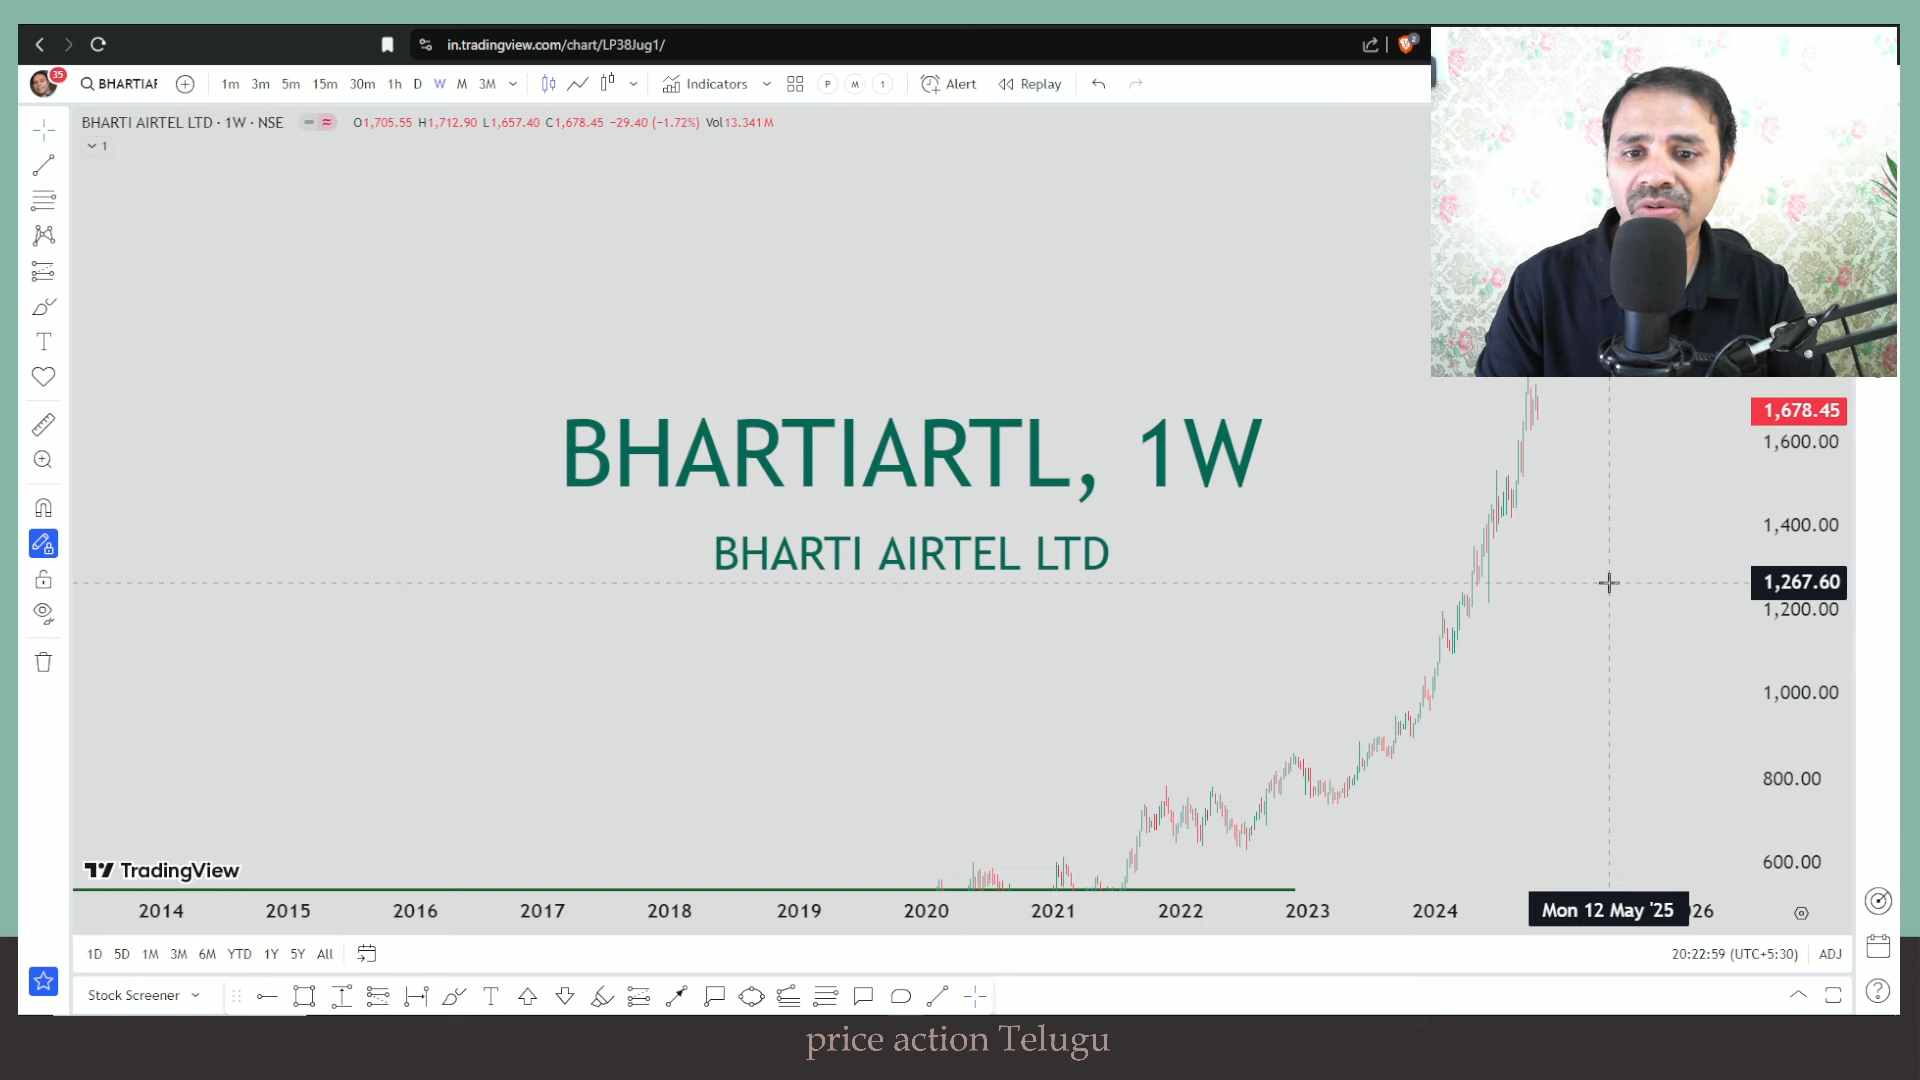 in.tradingview.com/chart/LP38Jug1/
2
35
BHARTIAF 1m 3m 5m 15m 30m 1h D W M 3M Indicators P M 1 Alert Replay
BHARTI AIRTEL LTD · 1W · NSE O1,705.55 H1,712.90 L1,657.40 C1,678.45 −29.40 (−1.72%) Vol13.341M
1
1,678.45
1,600.00
BHARTIARTL, 1W
1,400.00
BHARTI AIRTEL LTD
1,267.60
1,200.00
1,000.00
800.00
600.00
TradingView
2014 2015 2016 2017 2018 2019 2020 2021 2022 2023 2024 Mon 12 May '25 26
1D 5D 1M 3M 6M YTD 1Y 5Y All 20:22:59 (UTC+5:30) ADJ
Stock Screener
price action Telugu